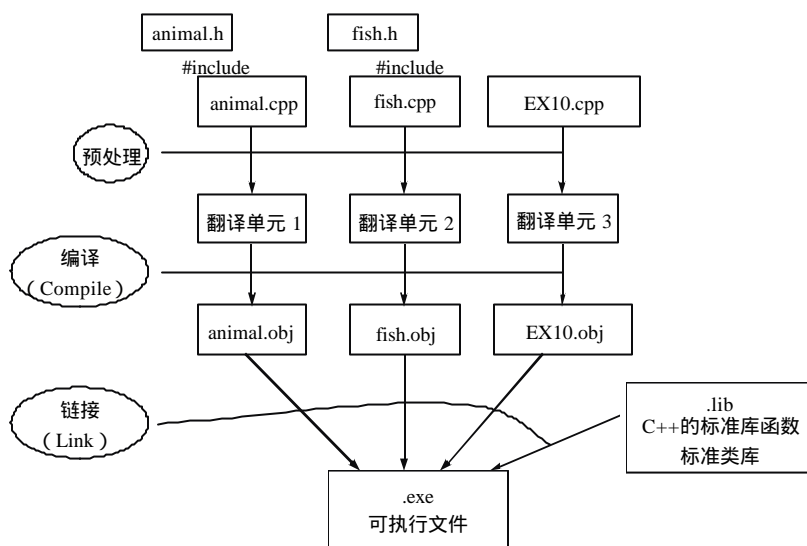 animal.h
fish.h
#include
#include
animal.cpp
fish.cpp
EX10.cpp
预处理
翻译单元 1
翻译单元 2
翻译单元 3
编译
（Compile）
animal.obj
fish.obj
EX10.obj
链接
（Link）
.lib
C++的标准库函数
标准类库
.exe
可执行文件